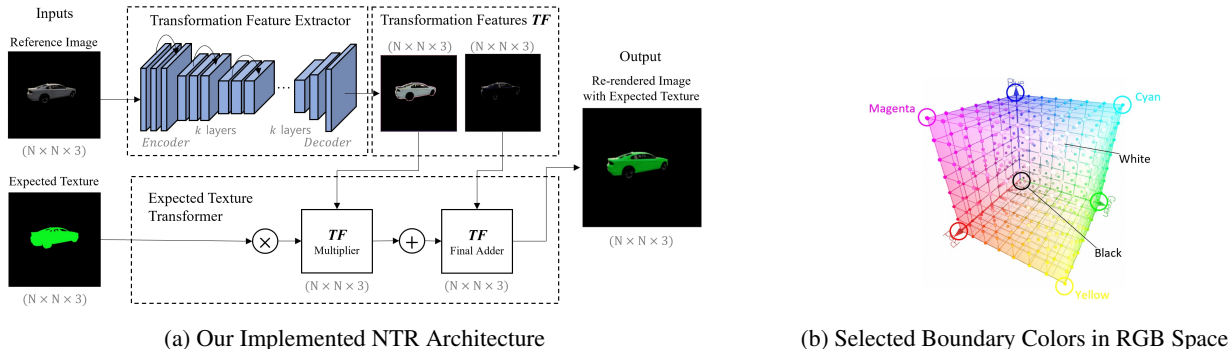 Inputs
Reference Image
(N × N × 3)
Expected Texture
(N × N × 3)
Transformation Feature Extractor
k layers
k layers
Encoder
Decoder
...
Transformation Features TF
(N × N × 3)
(N × N × 3)
Expected Texture
Transformer
×
TF
Multiplier
(N × N × 3)
+
TF
Final Adder
(N × N × 3)
Output
Re-rendered Image
with Expected Texture
(N × N × 3)
(a) Our Implemented NTR Architecture
Blue
Magenta
Cyan
White
Green
Black
Yellow
(b) Selected Boundary Colors in RGB Space